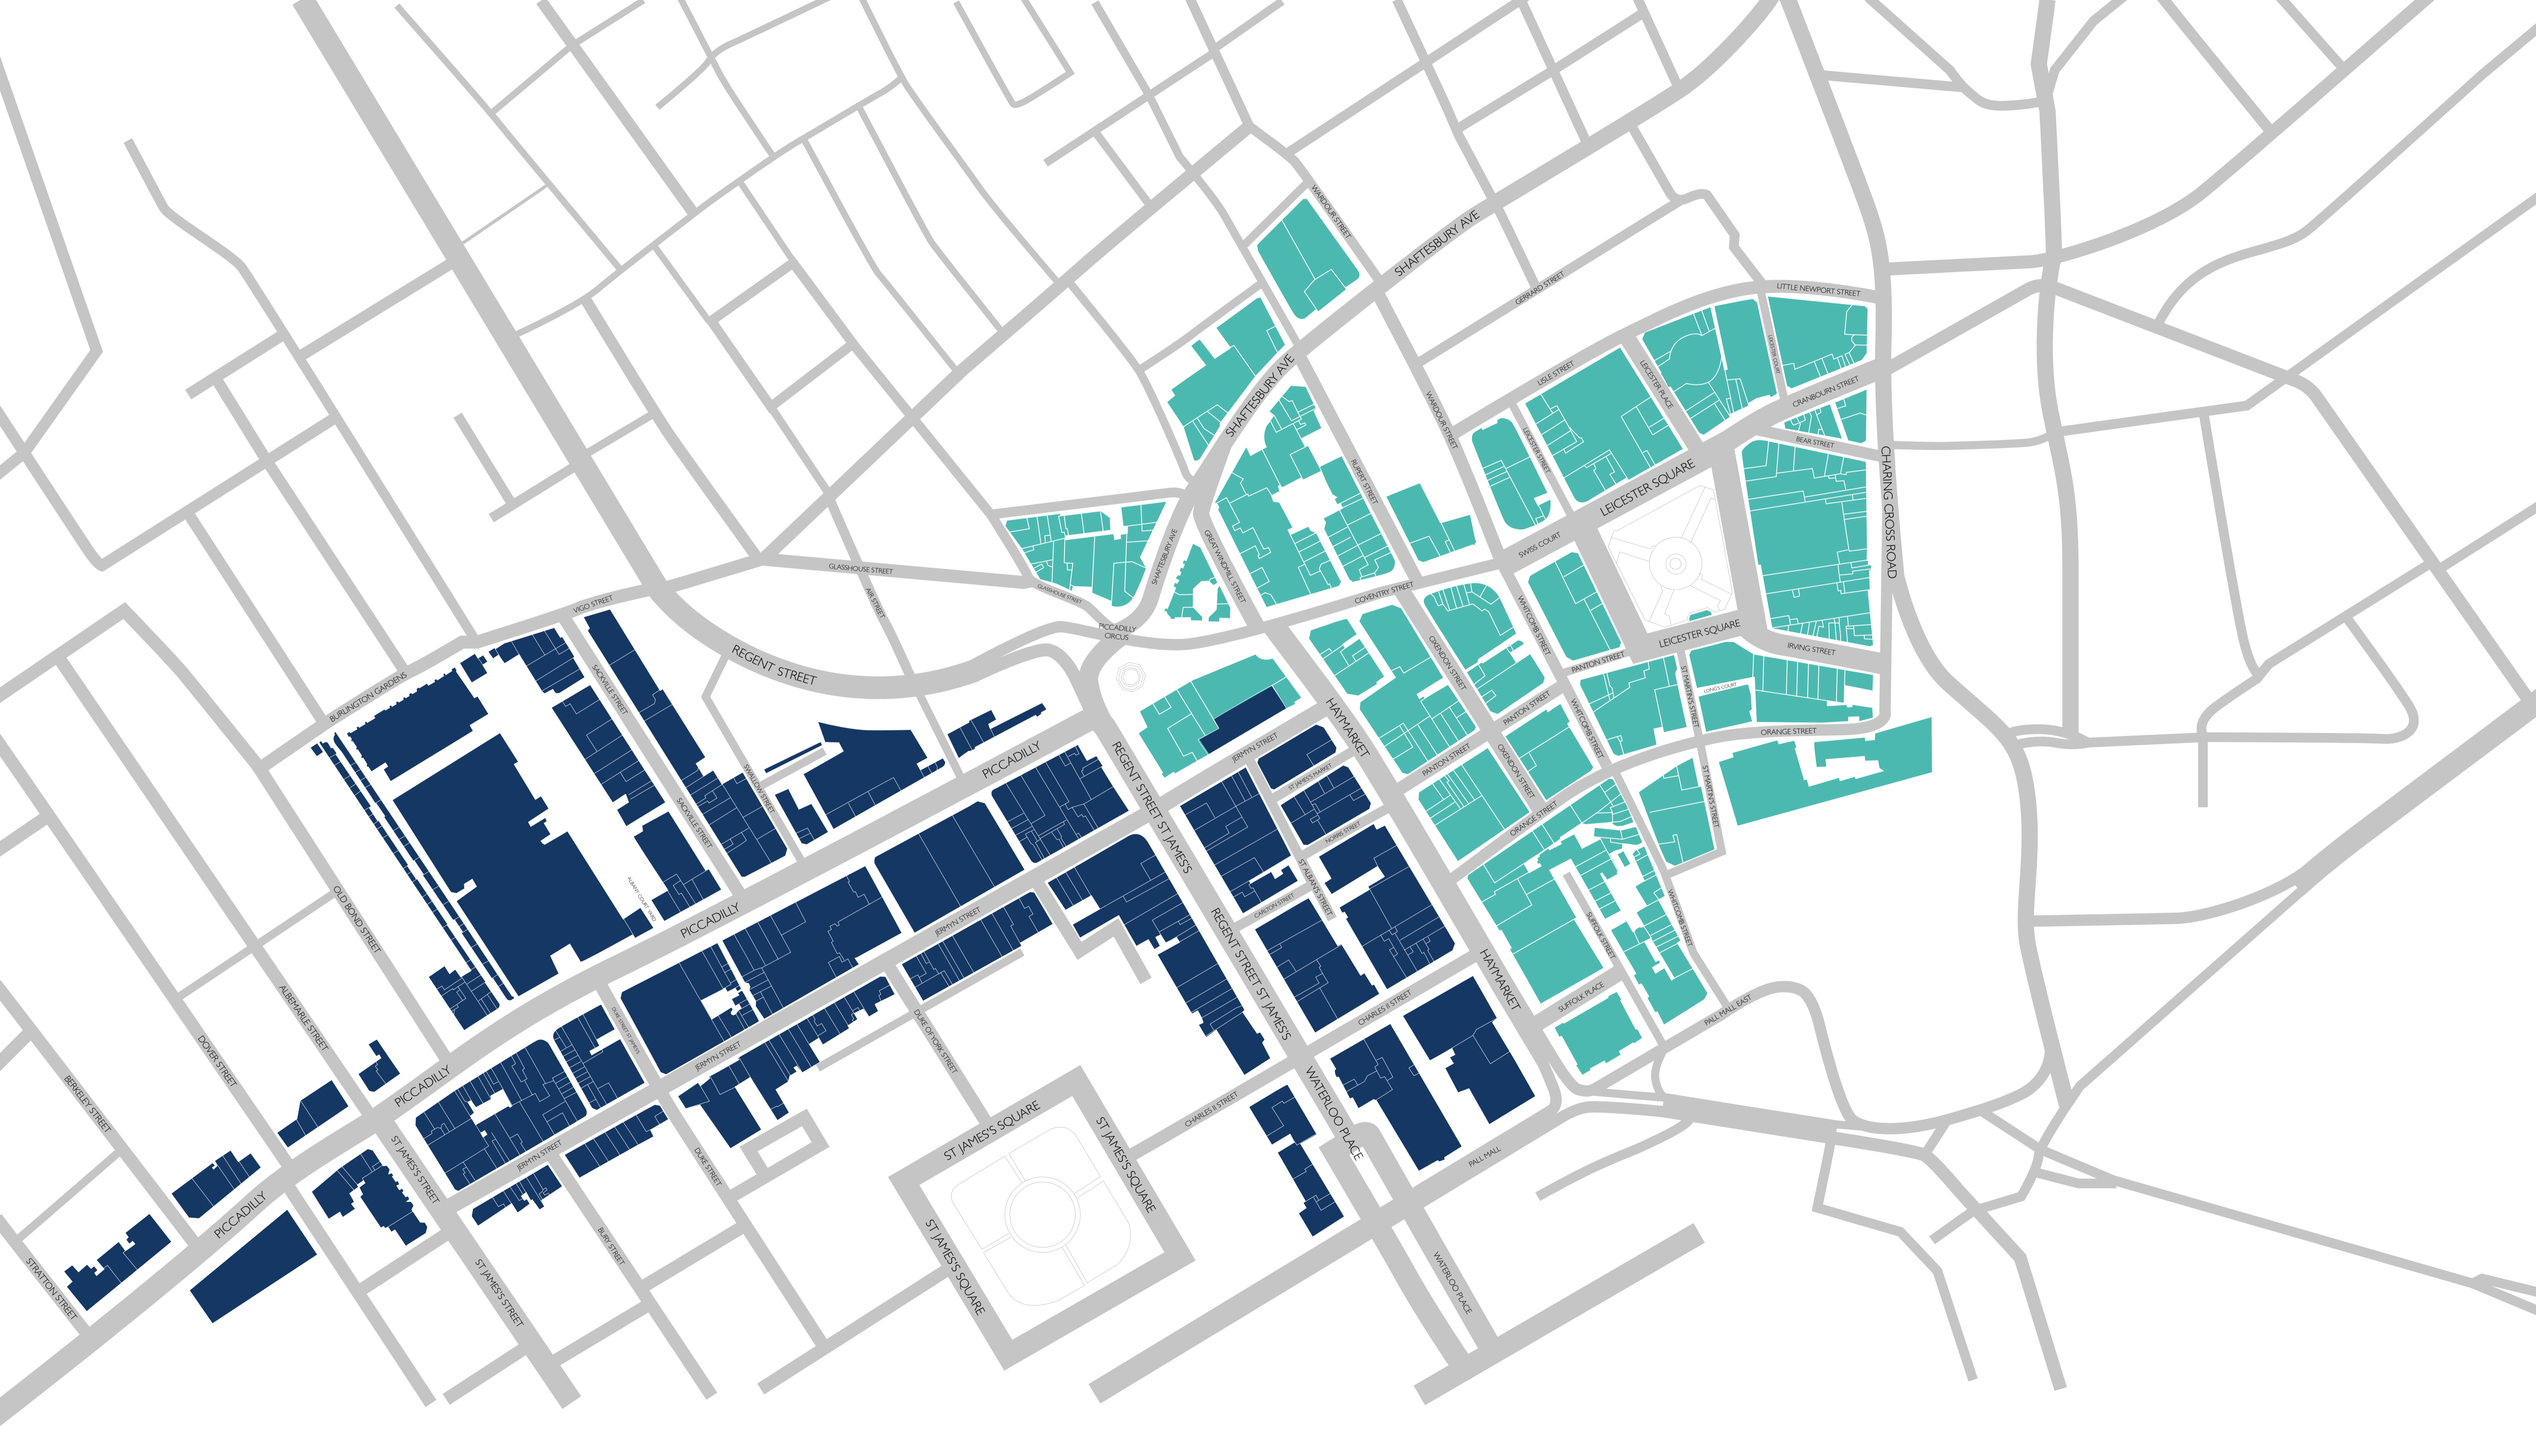 WARDOUR STREET
SHAFTESBURY AVE
GERRARD STREET
LITTLE NEWPORT STREET
LEICESTER COURT
LISLE STREET
LEICESTER PLACE
CRANBOURN STREET
SHAFTESBURY AVE
WARDOUR STREET
LEICESTER STREET
BEAR STREET
RUPERT STREET
LEICESTER SQUARE
CHARING CROSS ROAD
SHAFTESBURY AVE
GREAT WINDMILL STREET
SWISS COURT
GLASSHOUSE STREET
GLASSHOUSE STREET
AIR STREET
VIGO STREET
COVENTRY STREET
WHITCOMB STREET
PICCADILLY
CIRCUS
LEICESTER SQUARE
IRVING STREET
OXENDON STREET
PANTON STREET
REGENT STREET
BURLINGTON GARDENS
SACKVILLE STREET
ST MARTIN'S STREET
LONG'S COURT
PANTON STREET
WHITCOMB STREET
HAYMARKET
ORANGE STREET
JERMYN STREET
PICCADILLY
PANTON STREET
OXENDON STREET
ST JAMES'S MARKET
SWALLOW STREET
REGENT STREET ST JAMES'S
ST MARTIN'S STREET
SACKVILLE STREET
NORRIS STREET
ORANGE STREET
ALBANY COURT YARD
ST ALBAN'S STREET
CARLTON STREET
OLD BOND STREET
PICCADILLY
JERMYN STREET
SUFFOLK STREET
WHITCOMB STREET
REGENT STREET ST JAMES'S
HAYMARKET
ALBEMARLE STREET
SUFFOLK PLACE
CHARLES II STREET
PALL MALL EAST
DUKE STREET ST JAMES'S
DUKE OF YORK STREET
JERMYN STREET
DOVER STREET
PICCADILLY
BERKELEY STREET
WATERLOO PLACE
CHARLES II STREET
ST JAMES'S SQUARE
ST JAMES'S SQUARE
JERMYN STREET
ST JAMES'S STREET
DUKE STREET
PALL MALL
PICCADILLY
BURY STREET
ST JAMES'S SQUARE
STRATTON STREET
ST JAMES'S STREET
WATERLOO PLACE